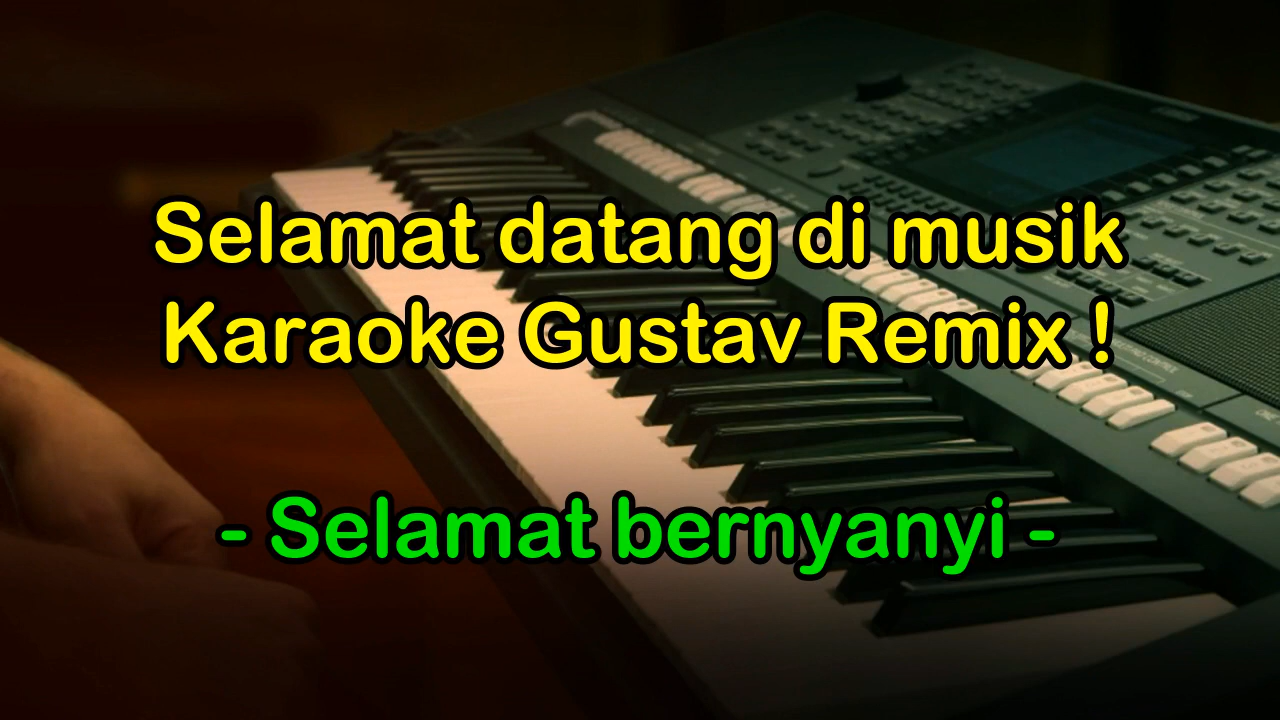 Selamat datang di musik
Karaoke Gustav Remix !
- Selamat bernyanyi -